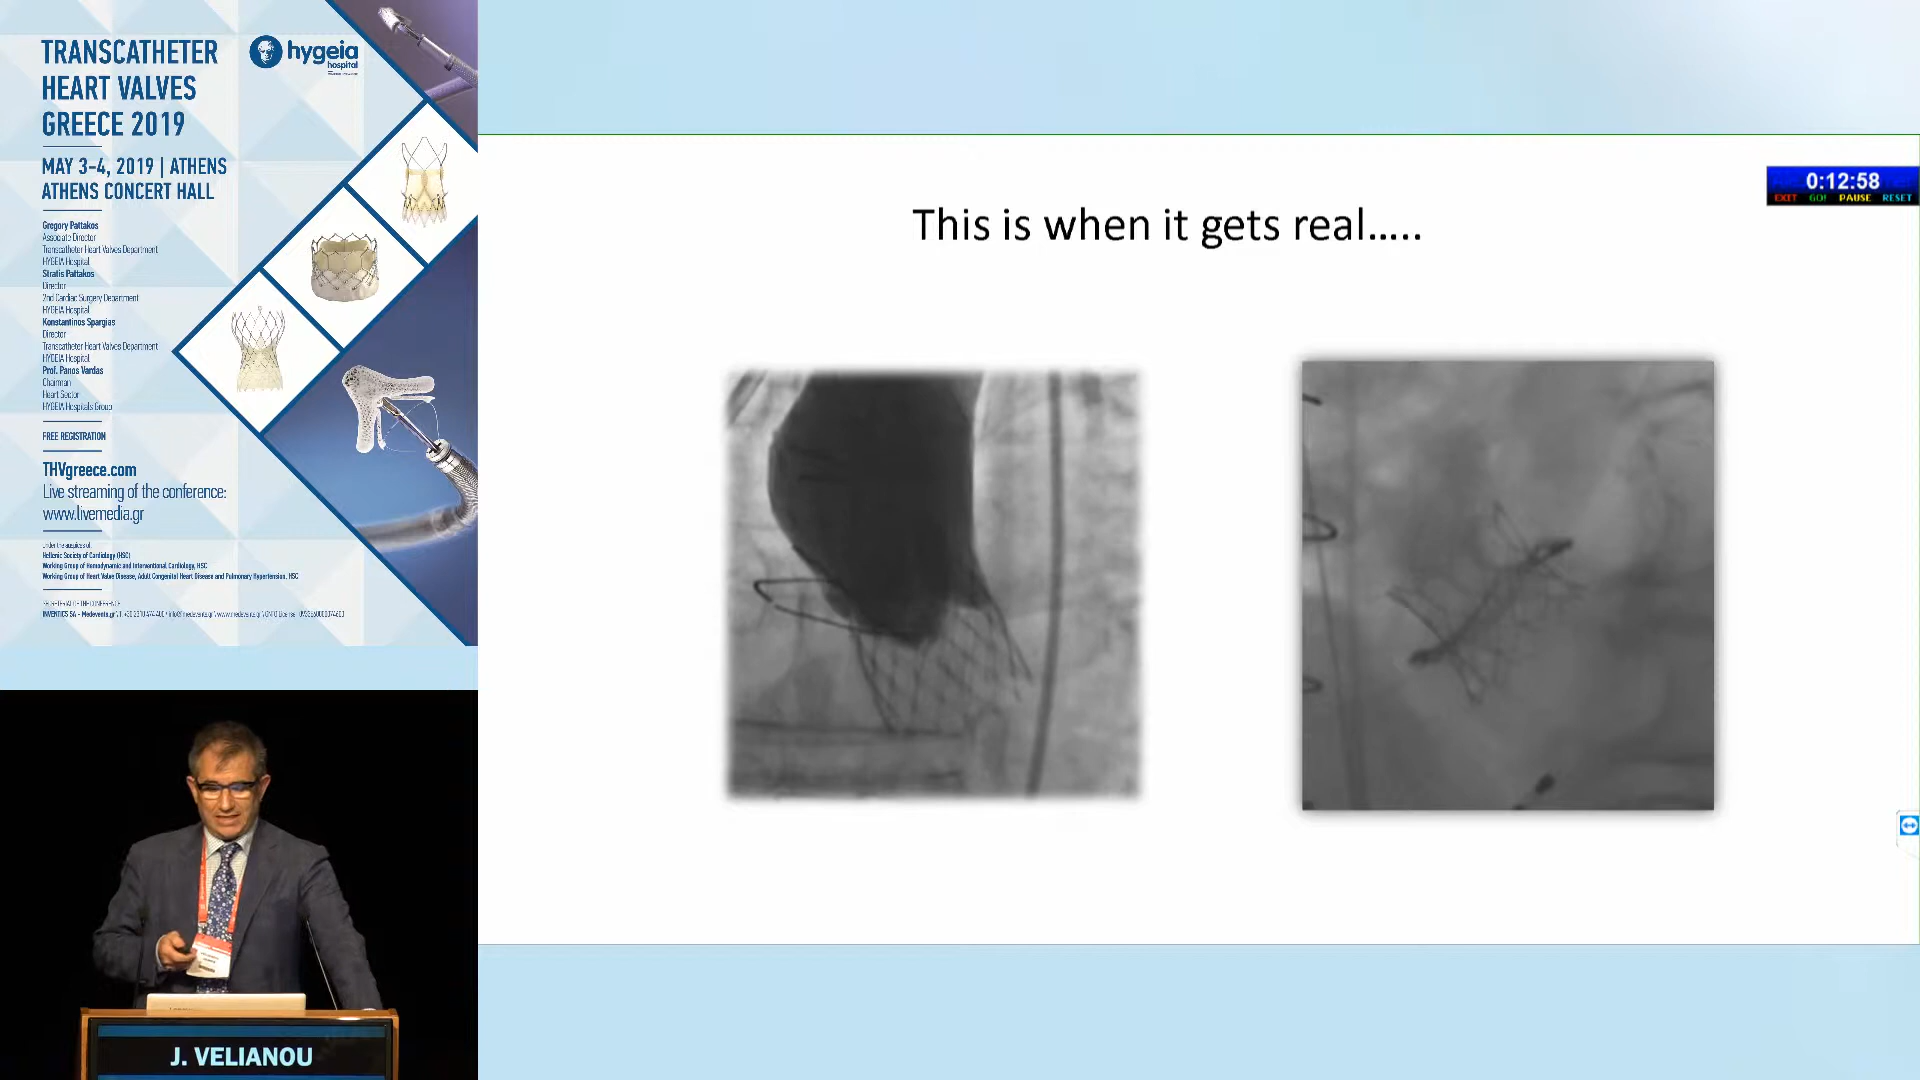 TRANSCATHETER
HEART VALVES
GREECE 2019
hygeia
hospital
MAY 3-4, 2019 | ATHENS
ATHENS CONCERT HALL
Gregory Pattakos
Associate Director
Transcatheter Heart Valves Department
HYGEIA Hospital
Stratis Pattakos
Director
2nd Cardiac Surgery Department
HYGEIA Hospital
Konstantinos Spargias
Director
Transcatheter Heart Valves Department
HYGEIA Hospital
Prof. Panos Vardas
Chairman
Heart Sector
HYGEIA Hospitals Group
FREE REGISTRATION
THVgreece.com
Live streaming of the conference:
www.livemedia.gr
Under the auspices of:
Hellenic Society of Cardiology (HSC)
Working Group of Hemodynamic and Interventional Cardiology, HSC
Working Group of Heart Valve Disease, Adult Congenital Heart Disease and Pulmonary Hypertension, HSC
This is when it gets real.....
0:12:58
EXIT GO! PAUSE RESET
J. VELIANOU